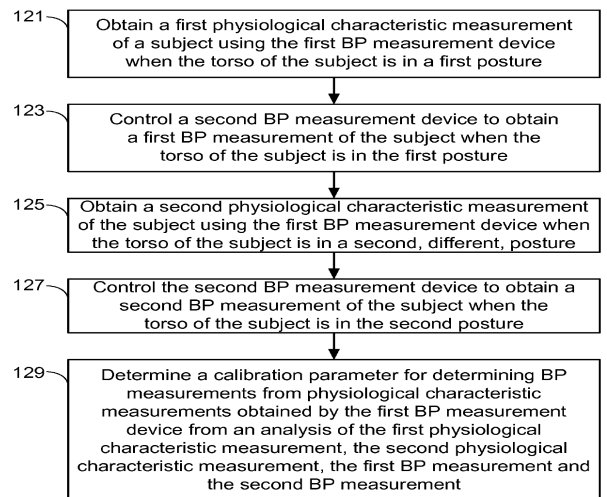 121
Obtain a first physiological characteristic measurement
of a subject using the first BP measurement device
when the torso of the subject is in a first posture
123
Control a second BP measurement device to obtain
a first BP measurement of the subject when the
torso of the subject is in the first posture
125
Obtain a second physiological characteristic measurement
of the subject using the first BP measurement device when
the torso of the subject is in a second, different, posture
127
Control the second BP measurement device to obtain a
second BP measurement of the subject when the
torso of the subject is in the second posture
129
Determine a calibration parameter for determining BP
measurements from physiological characteristic
measurements obtained by the first BP measurement
device from an analysis of the first physiological
characteristic measurement, the second physiological
characteristic measurement, the first BP measurement and
the second BP measurement